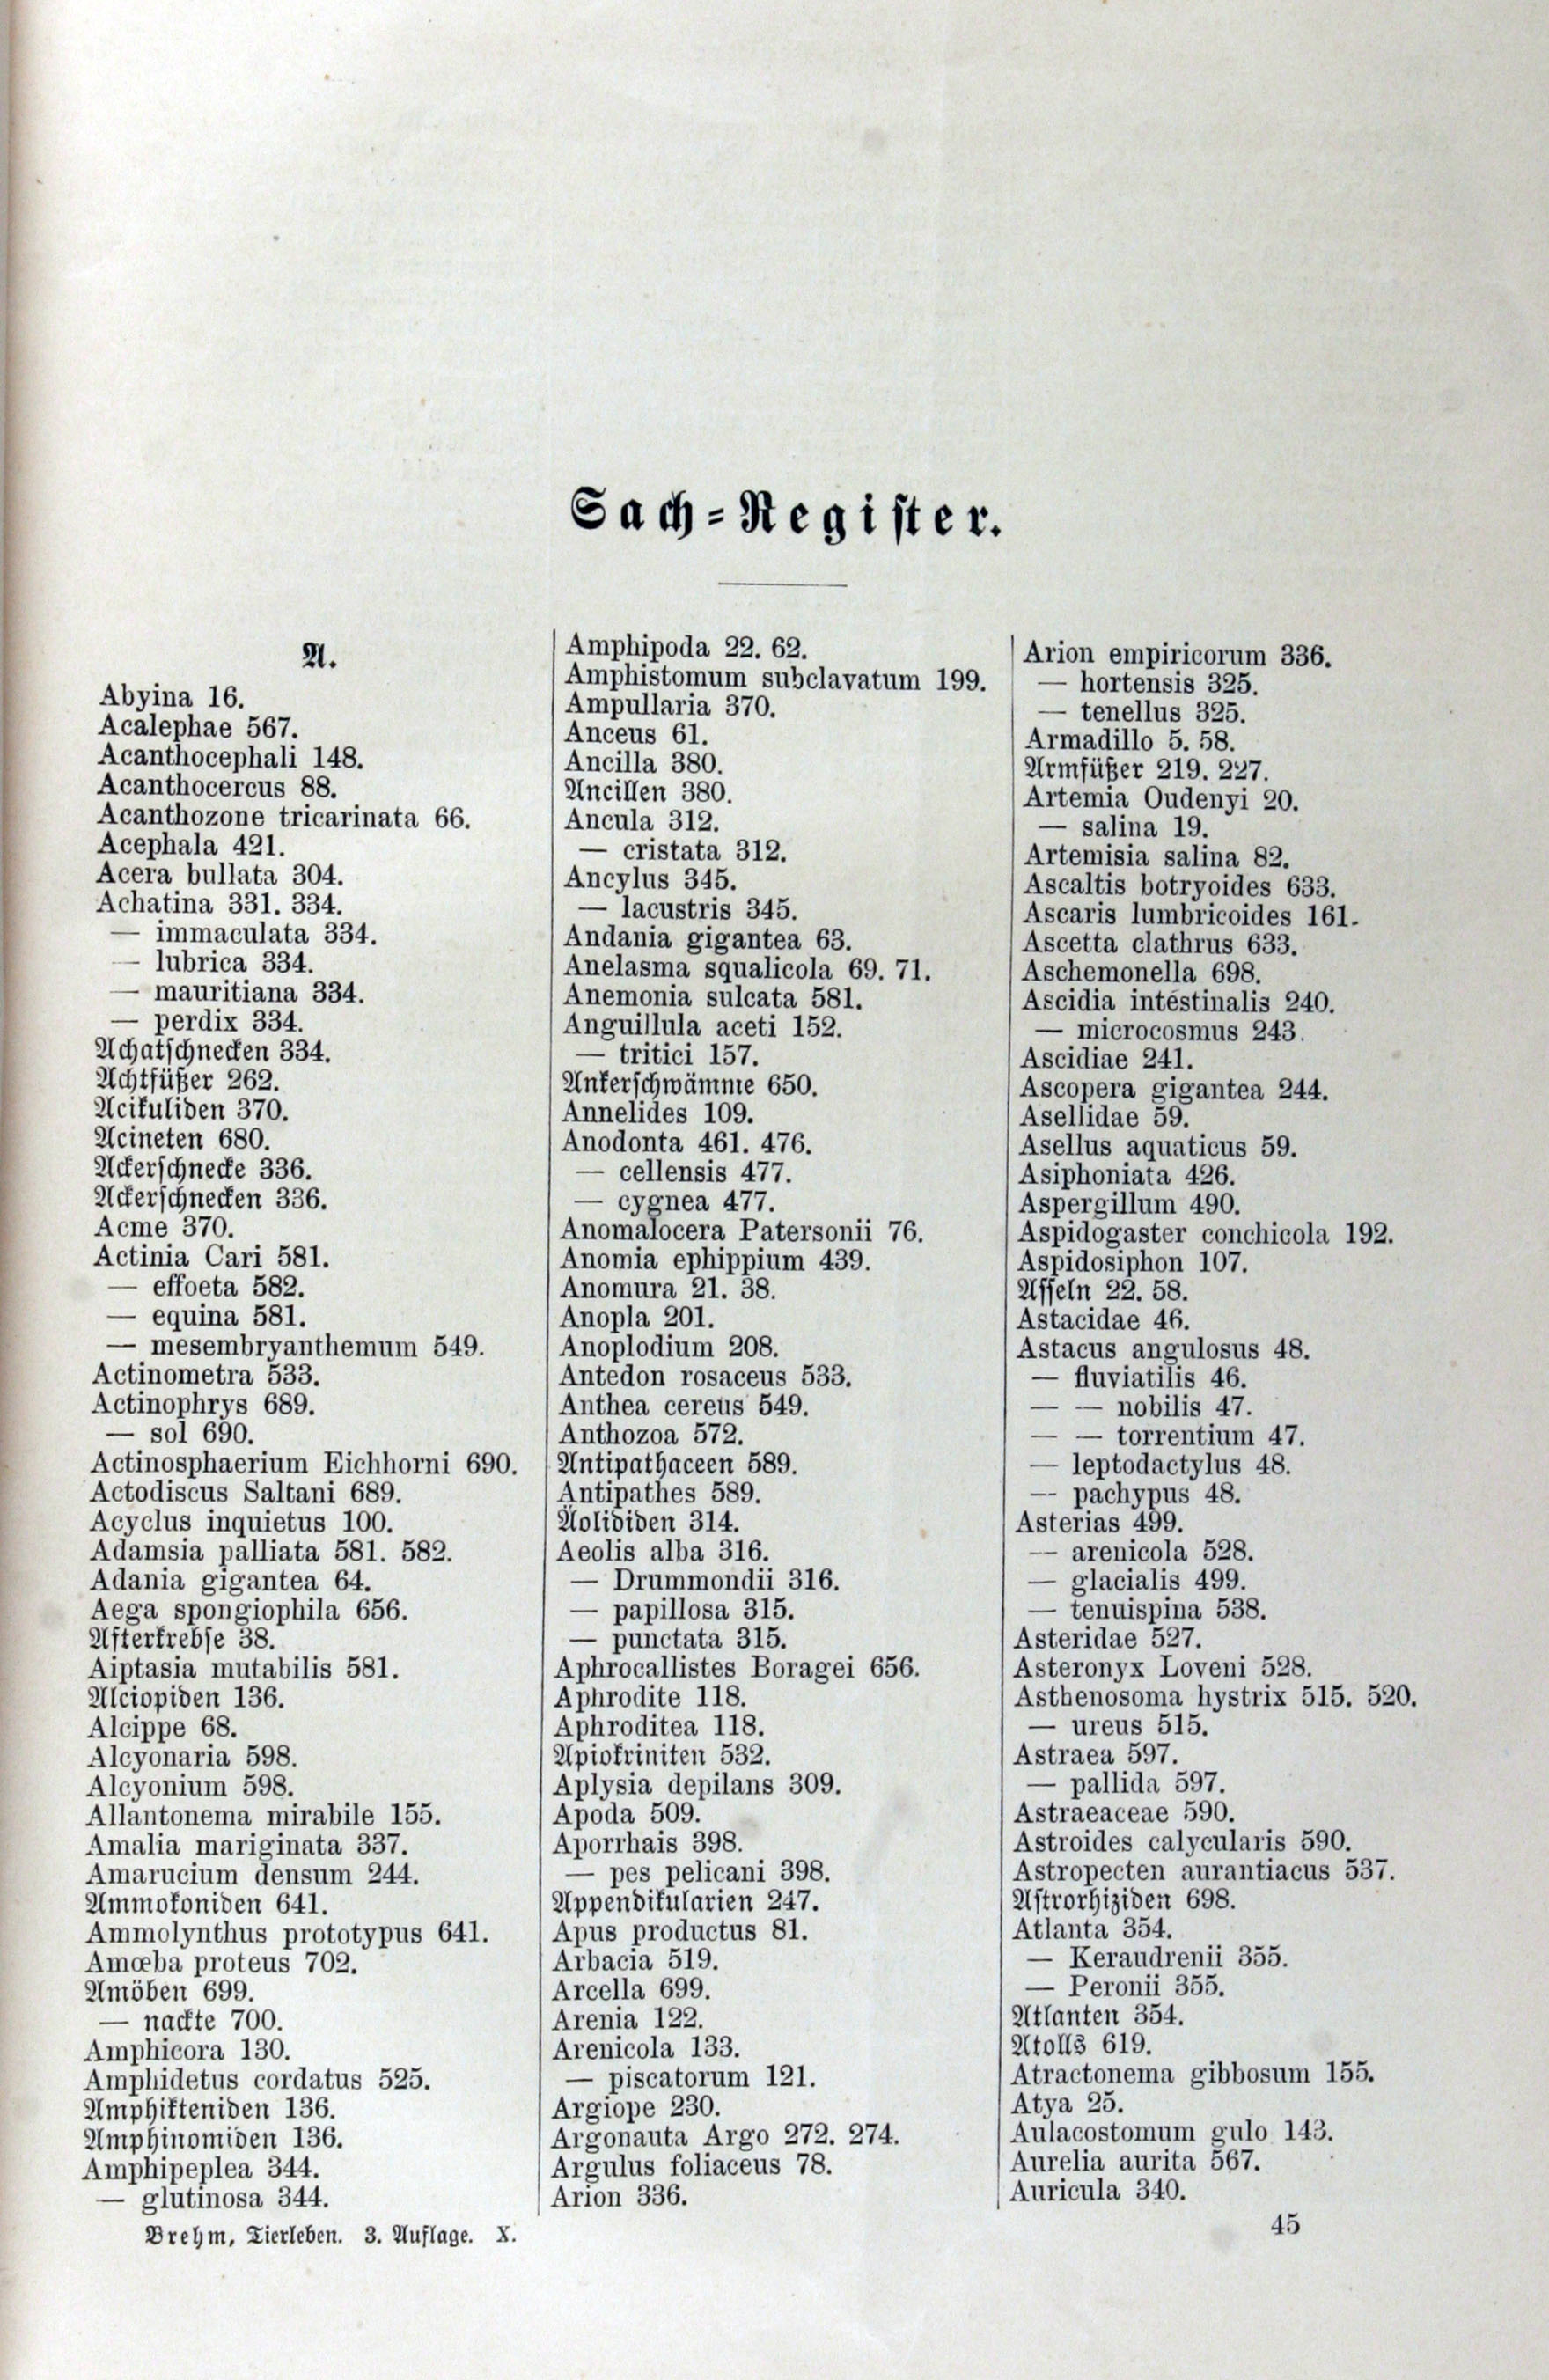 Sach-Register.
A.
Abyina 16.
Acalephae 567.
Acanthocephali 148.
Acanthocercus 88.
Acanthozone tricarinata 66.
Acephala 421.
Acera bullata 304.
Achatina 331. 334.
— immaculata 334.
— lubrica 334.
— mauritiana 334.
— perdix 334.
Achatschnecken 334.
Achtfüßer 262.
Acikuliden 370.
Acineten 680.
Ackerschnecke 336.
Ackerschnecken 336.
Acme 370.
Actinia Cari 581.
— effoeta 582.
— equina 581.
— mesembryanthemum 549.
Actinometra 533.
Actinophrys 689.
— sol 690.
Actinosphaerium Eichhorni 690.
Actodiscus Saltani 689.
Acyclus inquietus 100.
Adamsia palliata 581. 582.
Adania gigantea 64.
Aega spongiophila 656.
Afterkrebse 38.
Aiptasia mutabilis 581.
Alciopiden 136.
Alcippe 68.
Alcyonaria 598.
Alcyonium 598.
Allantonema mirabile 155.
Amalia mariginata 337.
Amarucium densum 244.
Ammokoniden 641.
Ammolynthus prototypus 641.
Amœba proteus 702.
Amöben 699.
— nackte 700.
Amphicora 130.
Amphidetus cordatus 525.
Amphikteniden 136.
Amphinomiden 136.
Amphipeplea 344.
— glutinosa 344.
Amphipoda 22. 62.
Amphistomum subclavatum 199.
Ampullaria 370.
Anceus 61.
Ancilla 380.
Ancillen 380.
Ancula 312.
— cristata 312.
Ancylus 345.
— lacustris 345.
Andania gigantea 63.
Anelasma squalicola 69. 71.
Anemonia sulcata 581.
Anguillula aceti 152.
— tritici 157.
Ankerschwämme 650.
Annelides 109.
Anodonta 461. 476.
— cellensis 477.
— cygnea 477.
Anomalocera Patersonii 76.
Anomia ephippium 439.
Anomura 21. 38.
Anopla 201.
Anoplodium 208.
Antedon rosaceus 533.
Anthea cereus 549.
Anthozoa 572.
Antipathaceen 589.
Antipathes 589.
Äolididen 314.
Aeolis alba 316.
— Drummondii 316.
— papillosa 315.
— punctata 315.
Aphrocallistes Boragei 656.
Aphrodite 118.
Aphroditea 118.
Apiokriniten 532.
Aplysia depilans 309.
Apoda 509.
Aporrhais 398.
— pes pelicani 398.
Appendikularien 247.
Apus productus 81.
Arbacia 519.
Arcella 699.
Arenia 122.
Arenicola 133.
— piscatorum 121.
Argiope 230.
Argonauta Argo 272. 274.
Argulus foliaceus 78.
Arion 336.
Arion empiricorum 336.
— hortensis 325.
— tenellus 325.
Armadillo 5. 58.
Armfüßer 219. 227.
Artemia Oudenyi 20.
— salina 19.
Artemisia salina 82.
Ascaltis botryoides 633.
Ascaris lumbricoides 161.
Ascetta clathrus 633.
Aschemonella 698.
Ascidia intestinalis 240.
— microcosmus 243.
Ascidiae 241.
Ascopera gigantea 244.
Asellidae 59.
Asellus aquaticus 59.
Asiphoniata 426.
Aspergillum 490.
Aspidogaster conchicola 192.
Aspidosiphon 107.
Asseln 22. 58.
Astacidae 46.
Astacus angulosus 48.
— fluviatilis 46.
— — nobilis 47.
— — torrentium 47.
— leptodactylus 48.
— pachypus 48.
Asterias 499.
— arenicola 528.
— glacialis 499.
— tenuispina 538.
Asteridae 527.
Asteronyx Loveni 528.
Asthenosoma hystrix 515. 520.
— ureus 515.
Astraea 597.
— pallida 597.
Astraeaceae 590.
Astroides calycularis 590.
Astropecten aurantiacus 537.
Astrorhiziden 698.
Atlanta 354.
— Keraudrenii 355.
— Peronii 355.
Atlanten 354.
Atolls 619.
Atractonema gibbosum 155.
Atya 25.
Aulacostomum gulo 143.
Aurelia aurita 567.
Auricula 340.
Brehm, Tierleben. 3. Auflage. X.
45